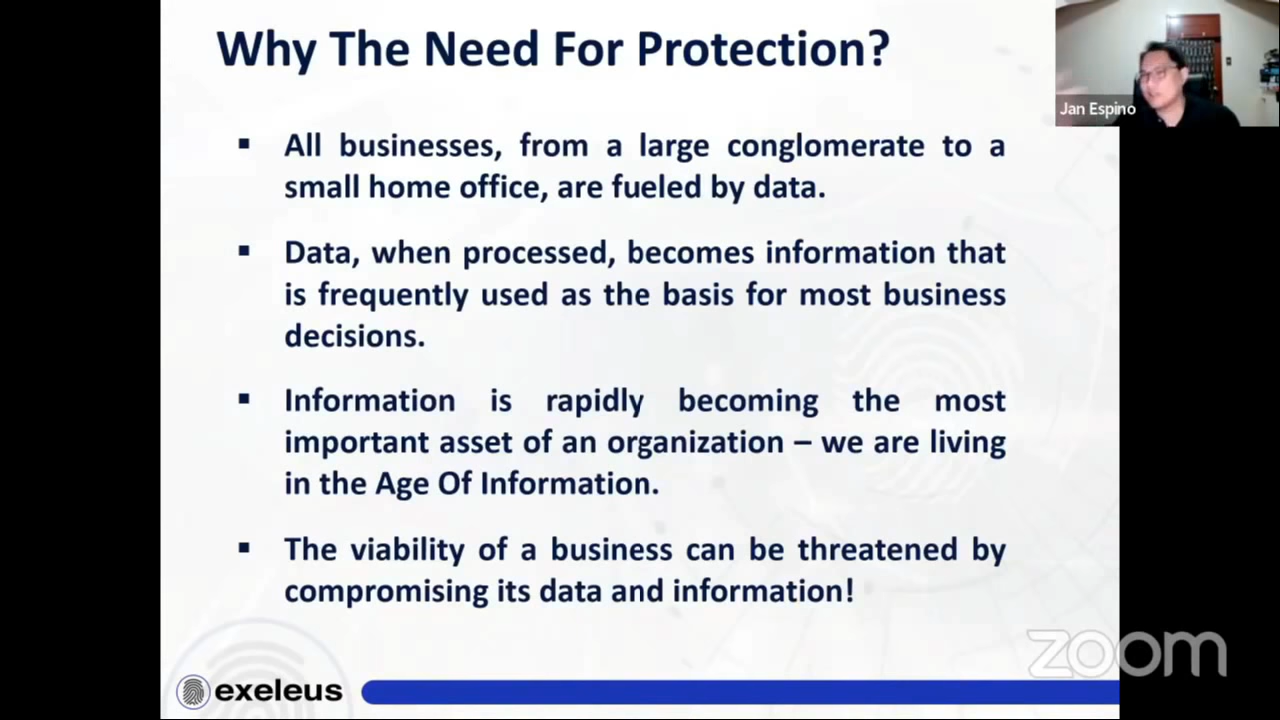 Why The Need For Protection?
Jan Espino
▪ All businesses, from a large conglomerate to a
small home office, are fueled by data.
▪ Data, when processed, becomes information that
is frequently used as the basis for most business
decisions.
▪ Information is rapidly becoming the most
important asset of an organization – we are living
in the Age Of Information.
▪ The viability of a business can be threatened by
compromising its data and information!
zoom
exeleus